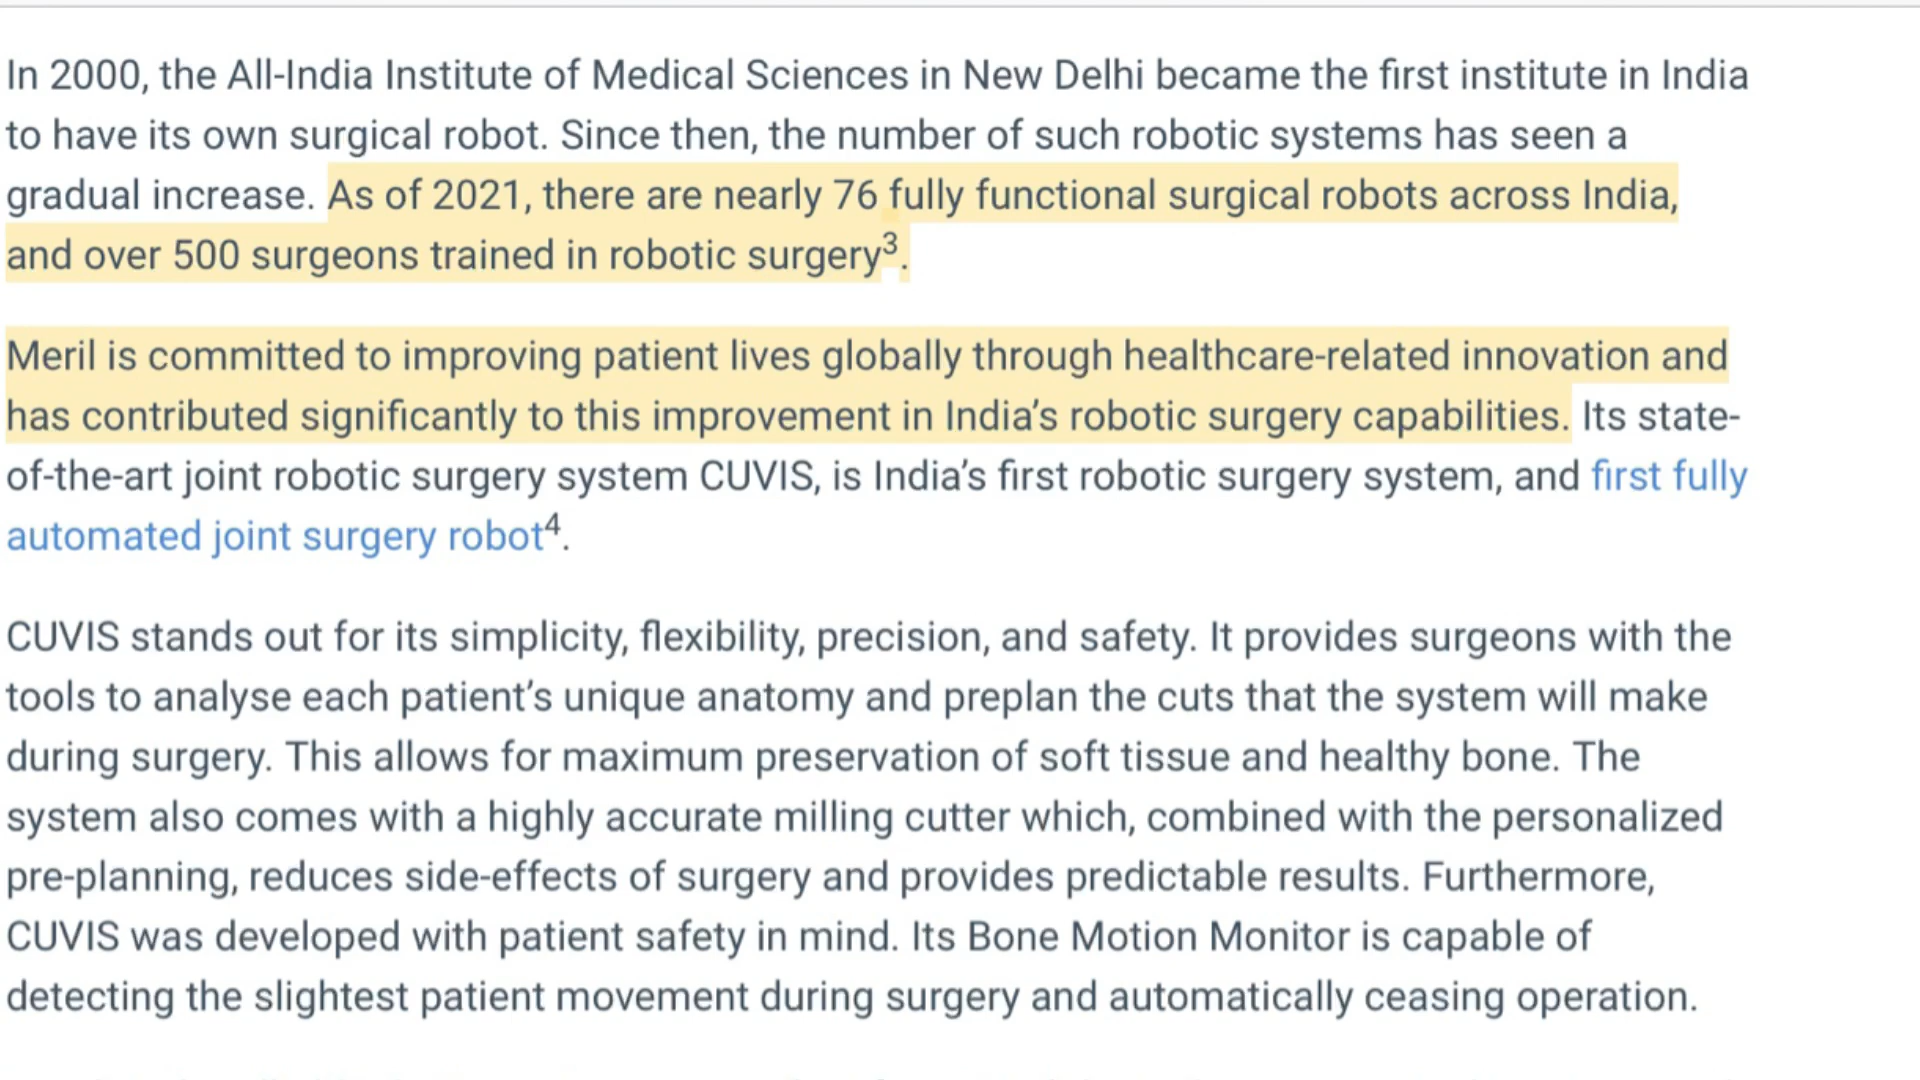 In 2000, the All-India Institute of Medical Sciences in New Delhi became the first institute in India
to have its own surgical robot. Since then, the number of such robotic systems has seen a
gradual increase. As of 2021, there are nearly 76 fully functional surgical robots across India,
and over 500 surgeons trained in robotic surgery³.
Meril is committed to improving patient lives globally through healthcare-related innovation and
has contributed significantly to this improvement in India’s robotic surgery capabilities. Its state-
of-the-art joint robotic surgery system CUVIS, is India’s first robotic surgery system, and first fully
automated joint surgery robot⁴.
CUVIS stands out for its simplicity, flexibility, precision, and safety. It provides surgeons with the
tools to analyse each patient’s unique anatomy and preplan the cuts that the system will make
during surgery. This allows for maximum preservation of soft tissue and healthy bone. The
system also comes with a highly accurate milling cutter which, combined with the personalized
pre-planning, reduces side-effects of surgery and provides predictable results. Furthermore,
CUVIS was developed with patient safety in mind. Its Bone Motion Monitor is capable of
detecting the slightest patient movement during surgery and automatically ceasing operation.